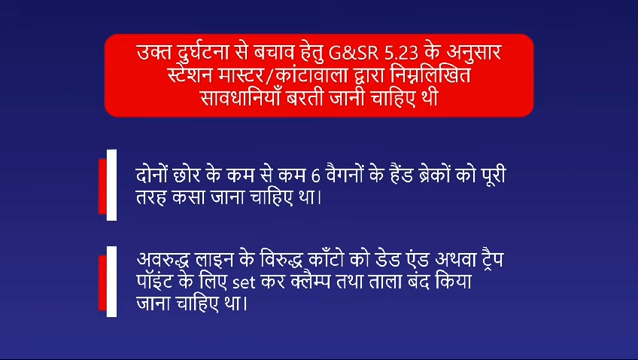 उक्त दुर्घटना से बचाव हेतु G&SR 5.23 के अनुसार
स्टेशन मास्टर/कांटावाला द्वारा निम्नलिखित
सावधानियाँ बरती जानी चाहिए थी
दोनों छोर के कम से कम 6 वैगनों के हैंड ब्रेकों को पूरी
तरह कसा जाना चाहिए था।
अवरुद्ध लाइन के विरुद्ध काँटो को डेड एंड अथवा ट्रैप
पॉइंट के लिए set कर क्लैम्प तथा ताला बंद किया
जाना चाहिए था।